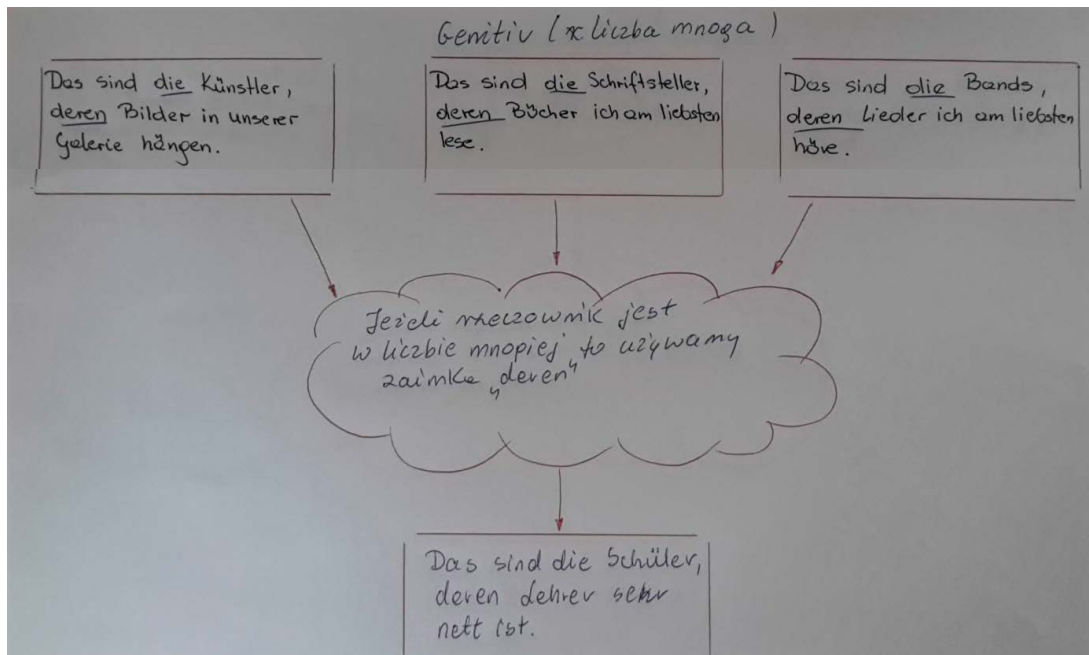 Genitiv (x liczba mnoga)
Das sind die Künstler,
deren Bilder in unserer
Galerie hängen.
Das sind die Schriftsteller,
deren Bücher ich am liebsten
lese.
Das sind die Bands,
deren Lieder ich am liebsten
höre.
Jeżeli rzeczownik jest
w liczbie mnogiej to używamy
zaimka „deren”
Das sind die Schüler,
deren Lehrer sehr
nett ist.